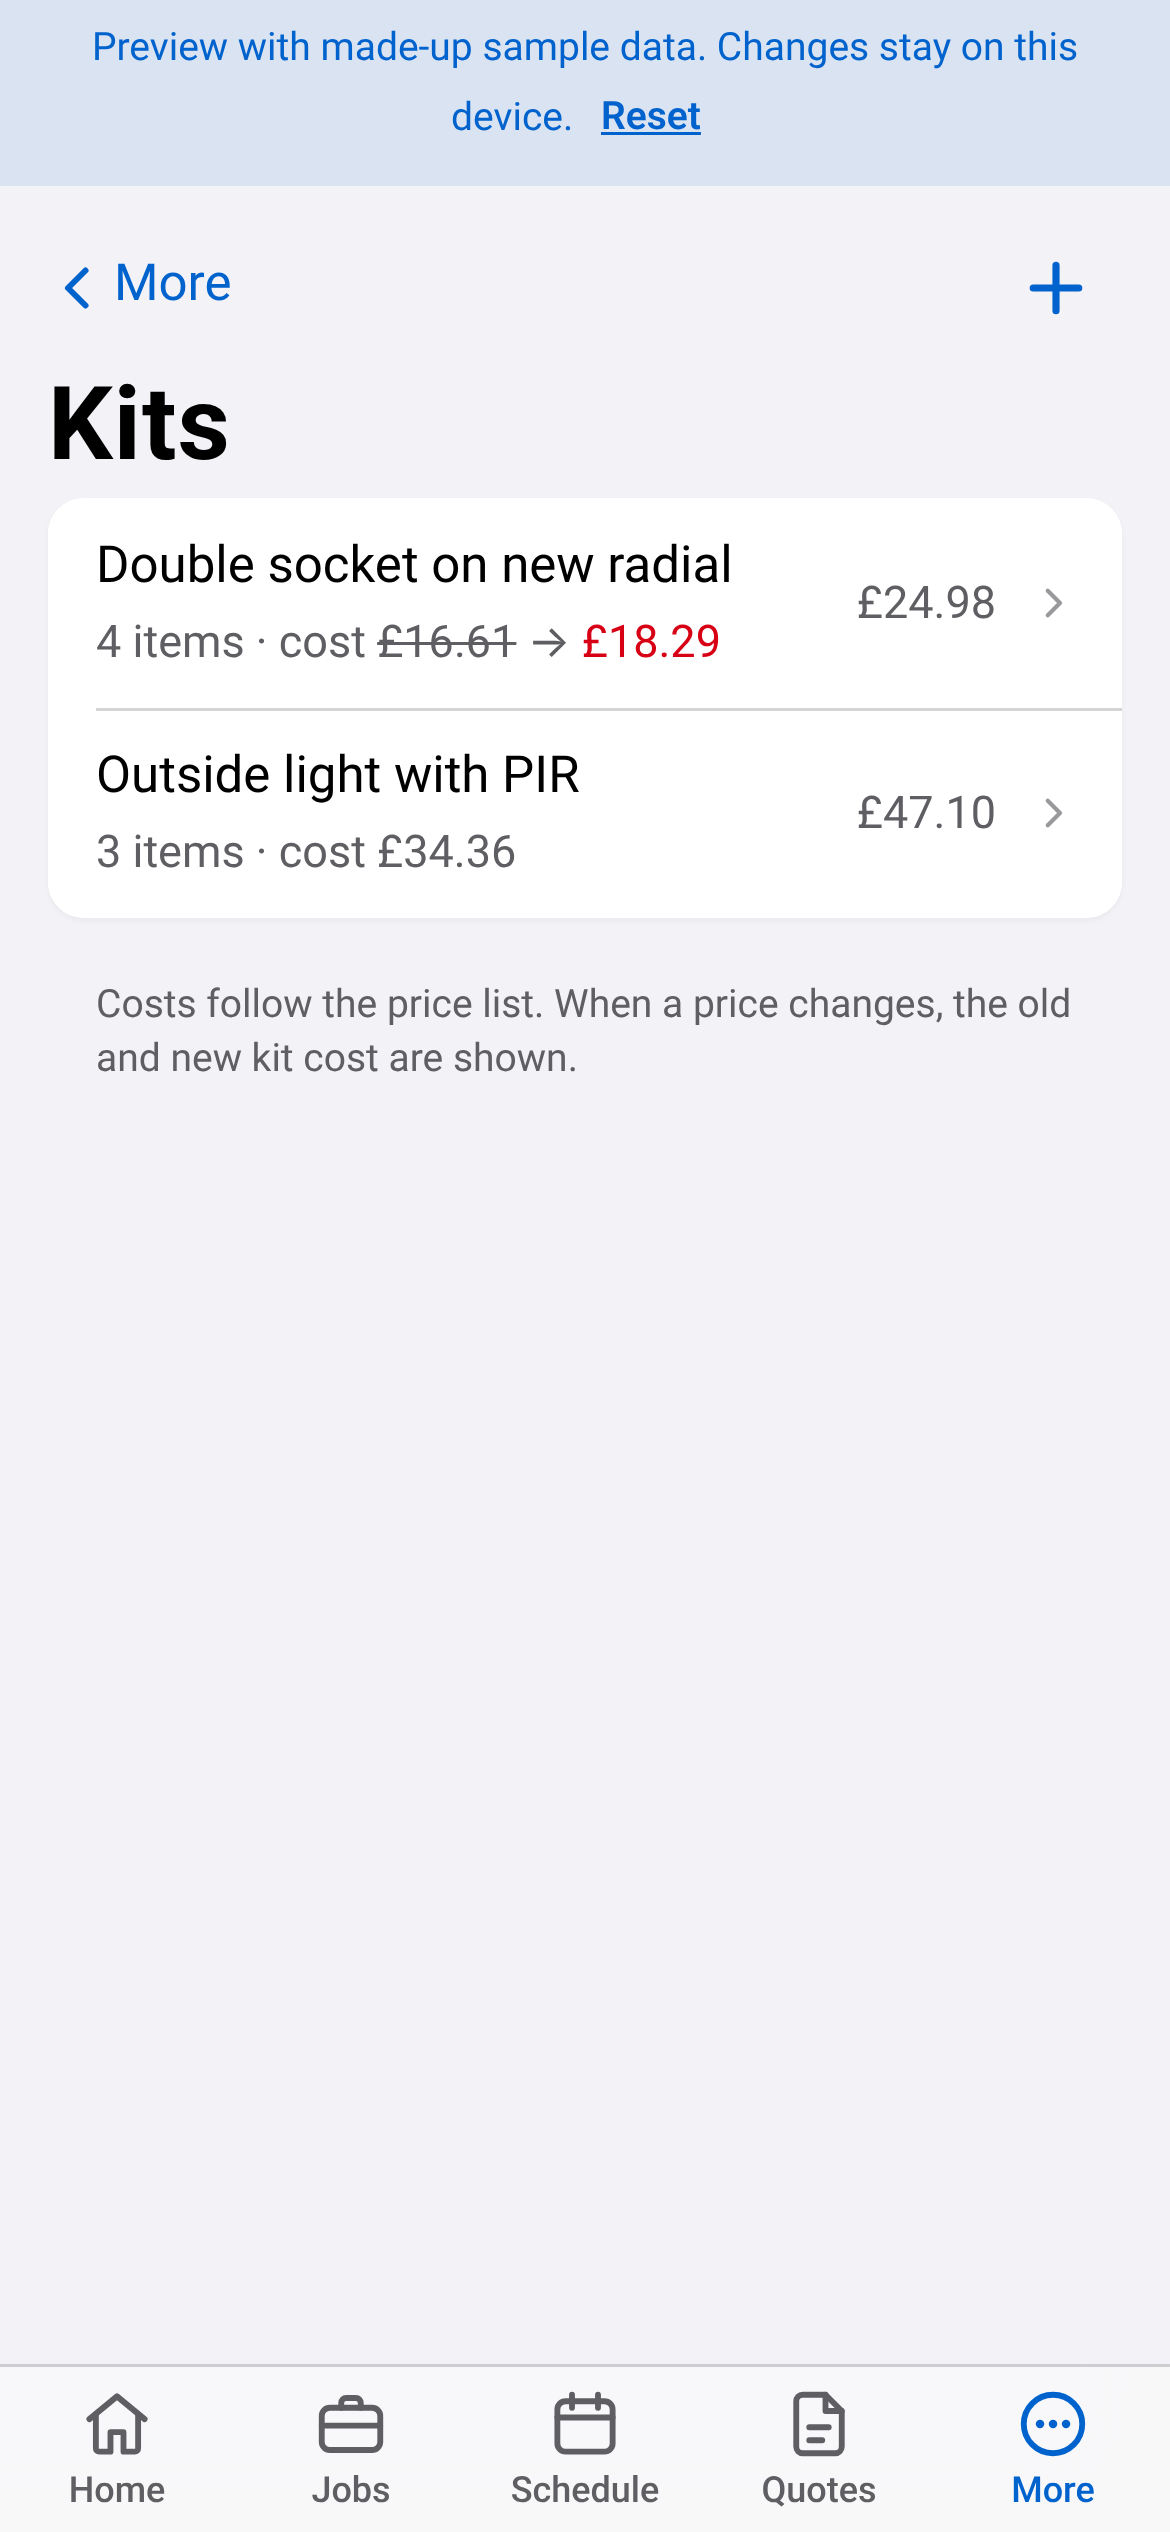 Preview with made-up sample data. Changes stay on this
device. Reset
More
Kits
Double socket on new radial
£24.98
4 items · cost £16.61 → £18.29
Outside light with PIR
£47.10
3 items · cost £34.36
Costs follow the price list. When a price changes, the old
and new kit cost are shown.
Home Jobs Schedule Quotes More